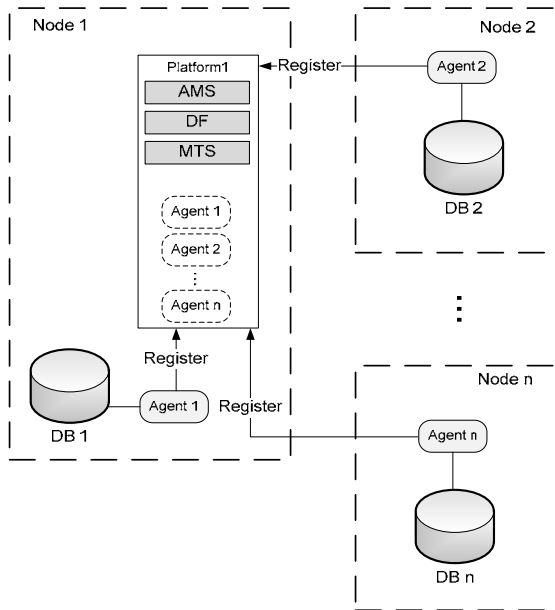 Node 1
Node 2
Platform1
Register
Agent 2
AMS
DF
MTS
DB 2
Agent 1
Agent 2
Agent n
Register
Node n
Agent 1
Register
DB 1
Agent n
DB n